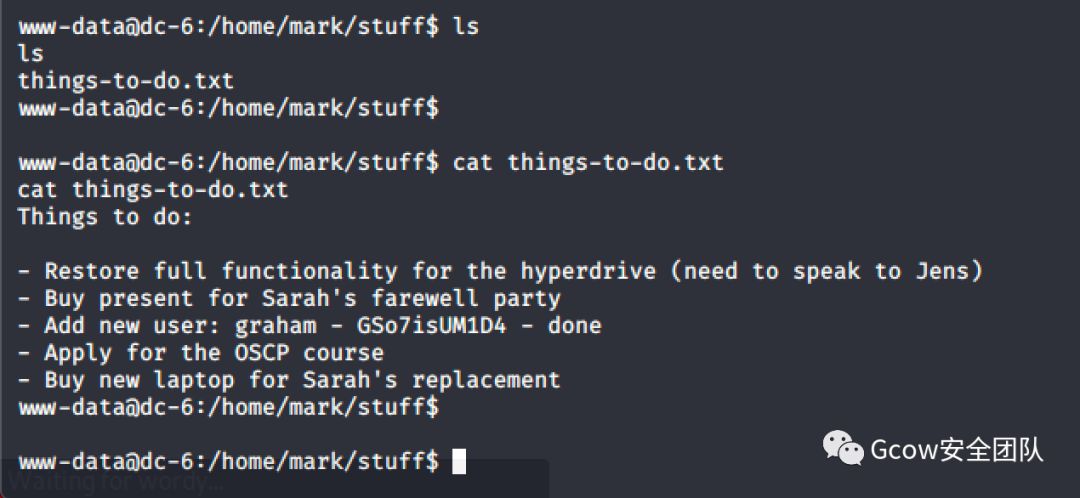 www-data@dc-6:/home/mark/stuff$ ls
ls
things-to-do.txt
www-data@dc-6:/home/mark/stuff$
www-data@dc-6:/home/mark/stuff$ cat things-to-do.txt
cat things-to-do.txt
Things to do:
- Restore full functionality for the hyperdrive (need to speak to Jens)
- Buy present for Sarah's farewell party
- Add new user: graham - GSo7isUM1D4 - done
- Apply for the OSCP course
- Buy new laptop for Sarah's replacement
www-data@dc-6:/home/mark/stuff$
Gcow安全团队
www-data@dc-6:/home/mark/stuff$
Waiting for wordy...